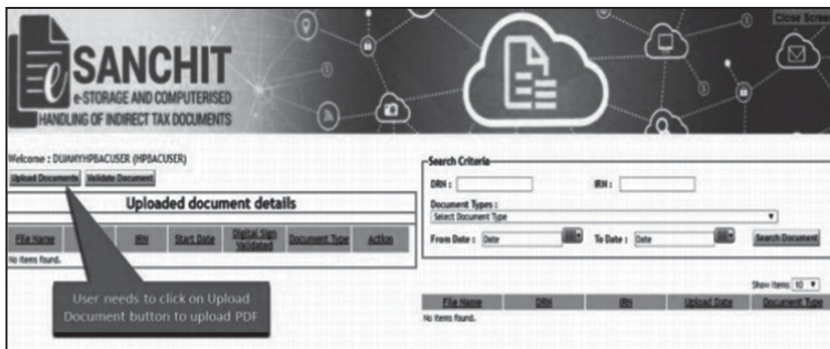 Close Screen
e SANCHIT
e-STORAGE AND COMPUTERISED
HANDLING OF INDIRECT TAX DOCUMENTS
Welcome : DUMMYHPBACUSER (HPBACUSER)
Upload Documents Validate Document
Uploaded document details
File Name IRN Start Date Digital Sign Validated Document Type Action
No items found.
User needs to click on Upload
Document button to upload PDF
Search Criteria
DRN : IRN :
Document Types :
Select Document Type
From Date : Date To Date : Date Search Document
Show items 10
File Name DRN IRN Upload Date Document Type
No items found.